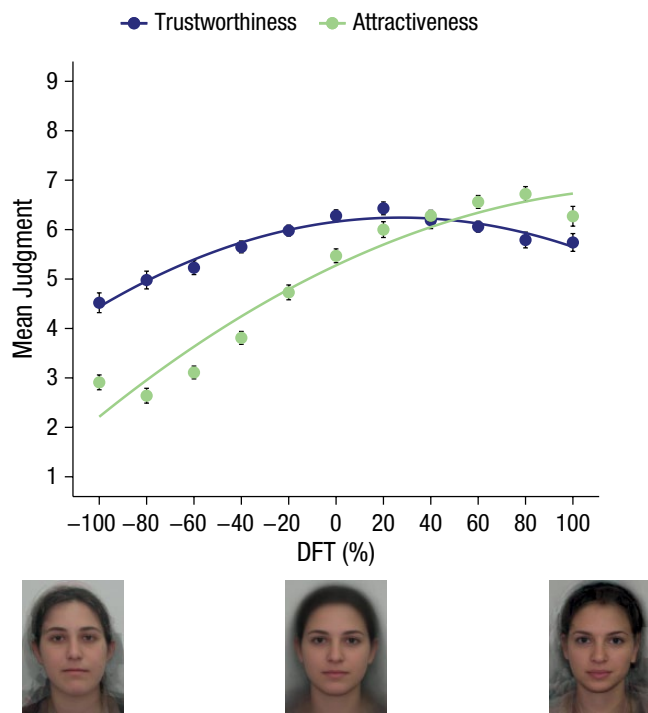 Trustworthiness Attractiveness
9
8
7
6
5
4
3
2
1
Mean Judgment
−100 −80 −60 −40 −20 0 20 40 60 80 100
DFT (%)